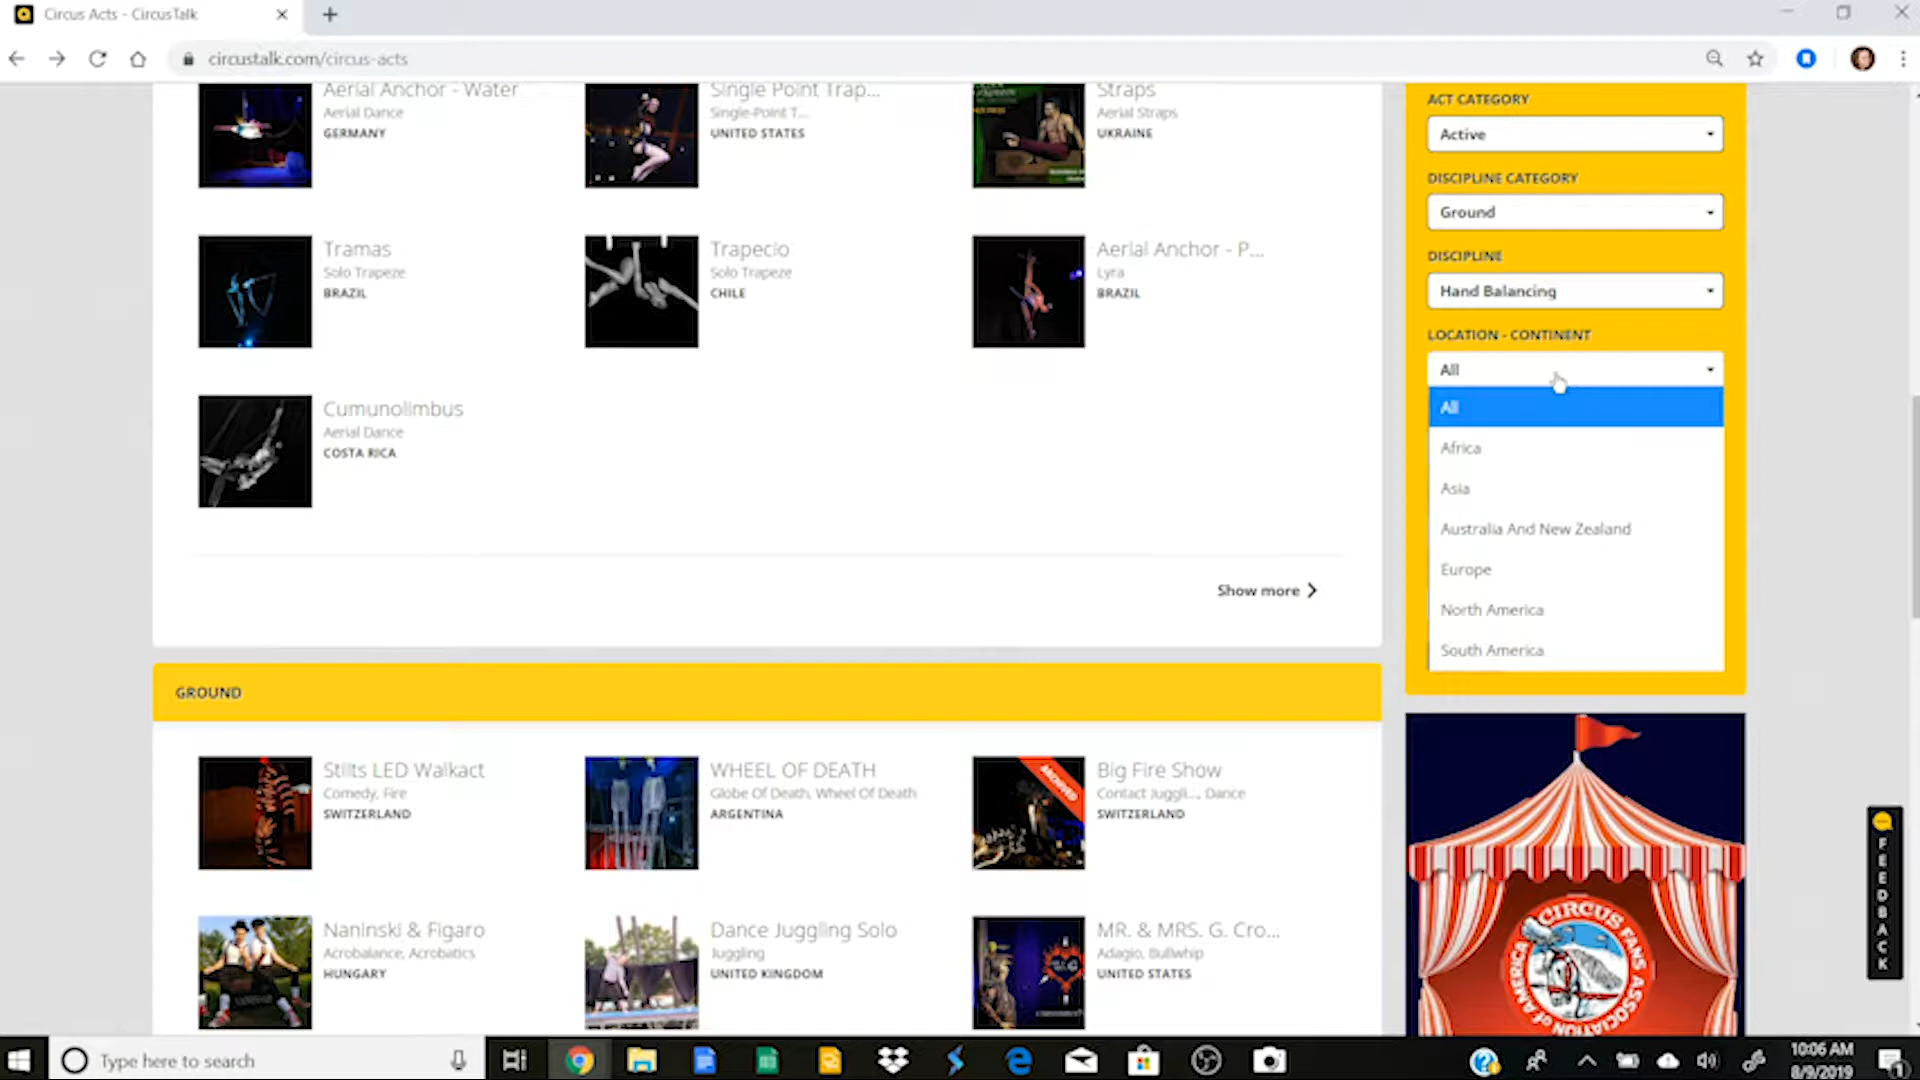 Circus Acts - CircusTalk
circustalk.com/circus-acts
Aerial Anchor - Water
Aerial Dance
GERMANY
Single Point Trap...
Single-Point T...
UNITED STATES
Straps
Aerial Straps
UKRAINE
Tramas
Solo Trapeze
BRAZIL
Trapecio
Solo Trapeze
CHILE
Aerial Anchor - P...
Lyra
BRAZIL
Cumunolimbus
Aerial Dance
COSTA RICA
Show more
ACT CATEGORY
Active
DISCIPLINE CATEGORY
Ground
DISCIPLINE
Hand Balancing
LOCATION - CONTINENT
All
All
Africa
Asia
Australia And New Zealand
Europe
North America
South America
GROUND
Stilts LED Walkact
Comedy, Fire
SWITZERLAND
WHEEL OF DEATH
Globe Of Death, Wheel Of Death
ARGENTINA
ARCHIVED
Big Fire Show
Contact Juggli..., Dance
SWITZERLAND
Naninski & Figaro
Acrobalance, Acrobatics
HUNGARY
Dance Juggling Solo
Juggling
UNITED KINGDOM
MR. & MRS. G. Cro...
Adagio, Bullwhip
UNITED STATES
CIRCUS FANS ASSOCIATION of AMERICA
FEEDBACK
Type here to search
10:06 AM
8/9/2019